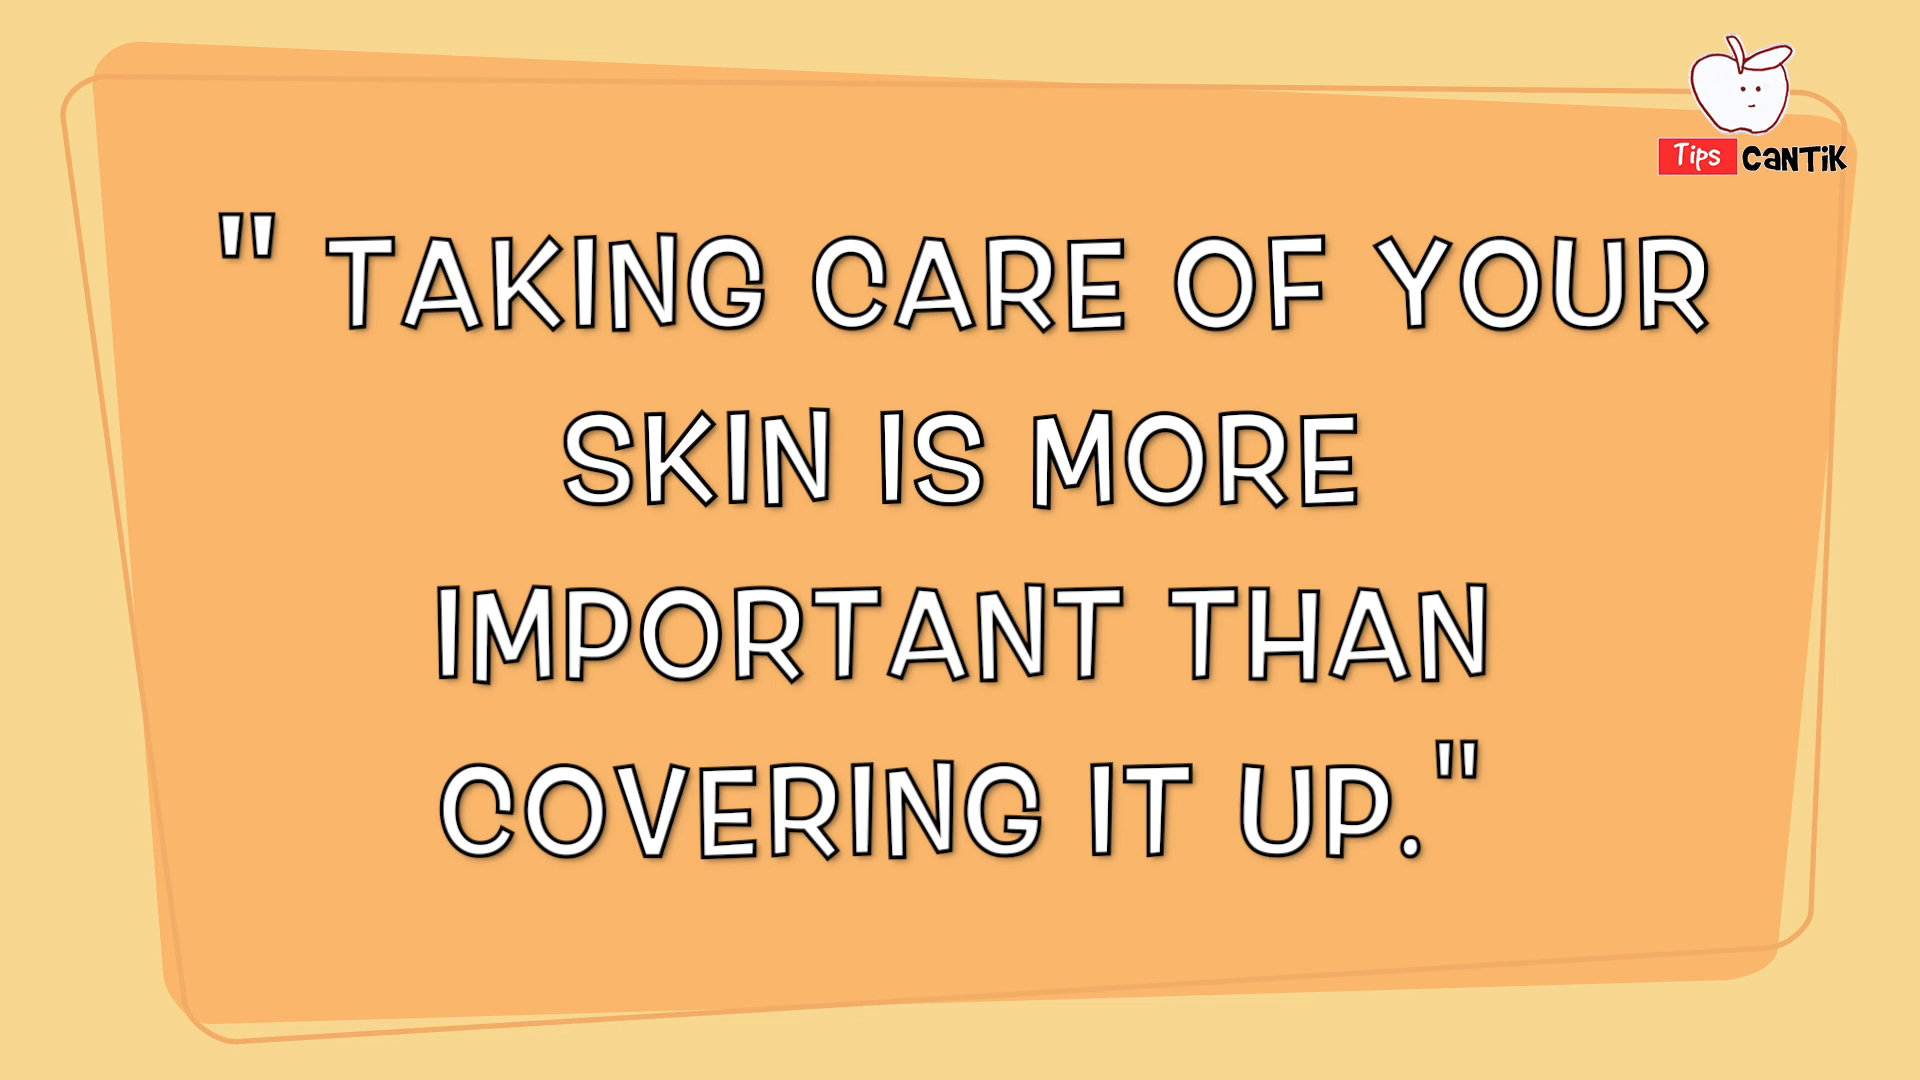 Tips CANTIK
" TAKING CARE OF YOUR
SKIN IS MORE
IMPORTANT THAN
COVERING IT UP."